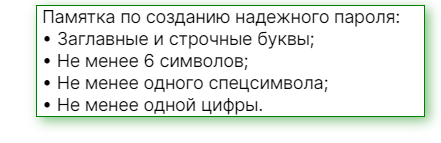 Памятка по созданию надежного пароля:
• Заглавные и строчные буквы;
• Не менее 6 символов;
• Не менее одного спецсимвола;
• Не менее одной цифры.